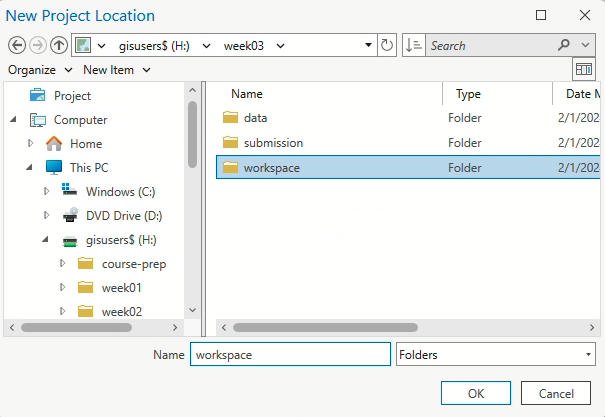 New Project Location
gisusers$ (H:) week03 Search
Organize New Item
Project
Computer
Home
This PC
Windows (C:)
DVD Drive (D:)
gisusers$ (H:)
course-prep
week01
week02
Name Type Date M
data Folder 2/1/202
submission Folder 2/1/202
workspace Folder 2/1/202
Name workspace Folders
OK Cancel